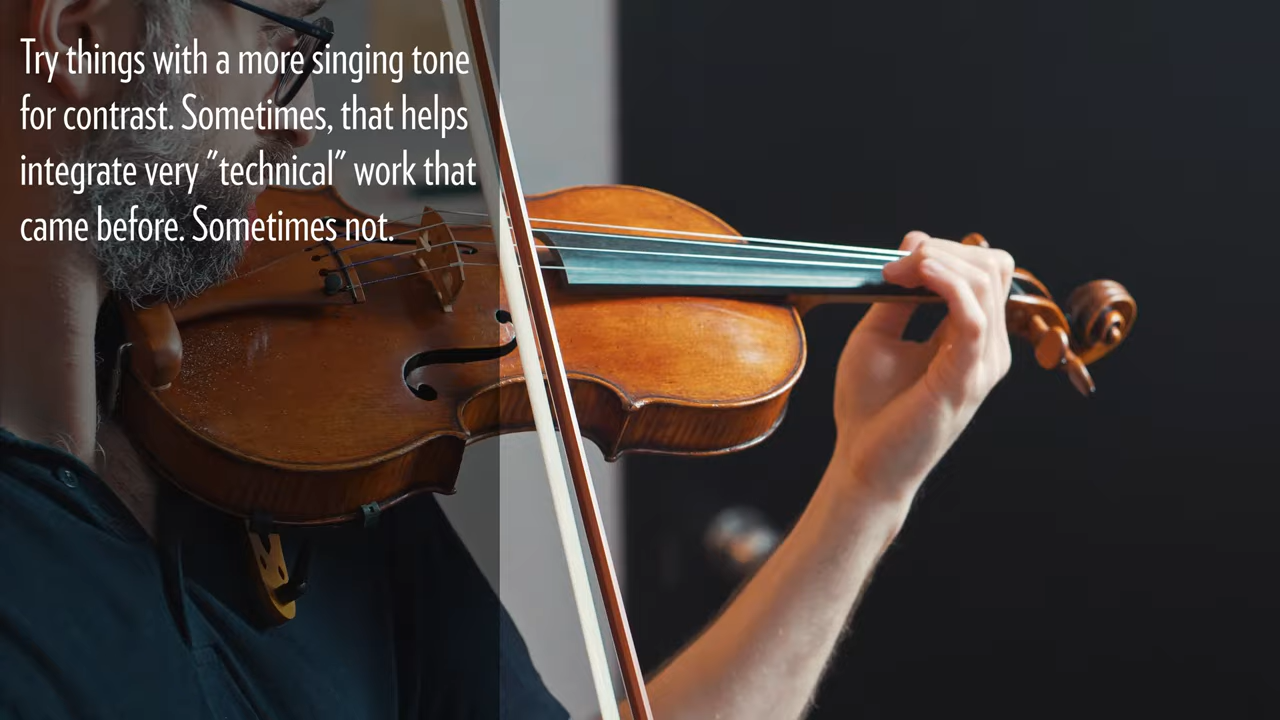 Try things with a more singing tone
for contrast. Sometimes, that helps
integrate very "technical" work that
came before. Sometimes not.